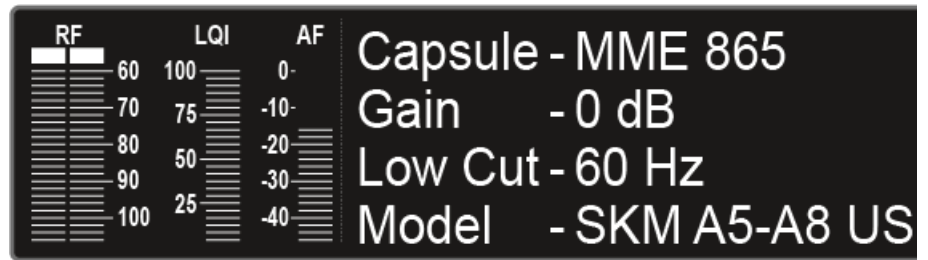 RF LQI AF
60 100 0-
70 75 -10-
80 50 -20
90 25 -30
100 -40
Capsule - MME 865
Gain - 0 dB
Low Cut - 60 Hz
Model - SKM A5-A8 US